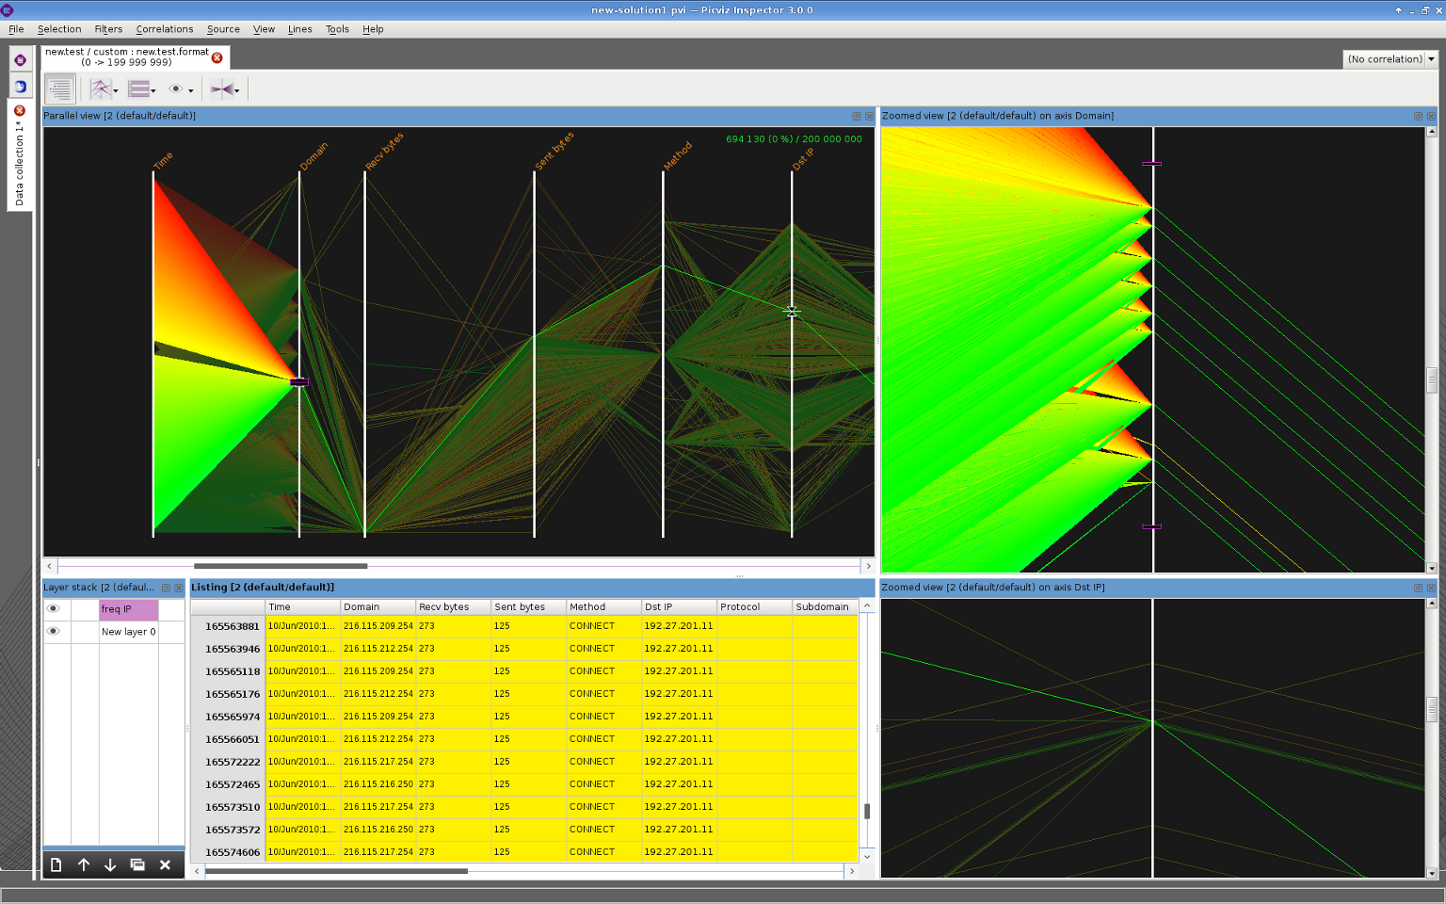 new-solution1.pvi — Picviz Inspector 3.0.0
File Selection Filters Correlations Source View Lines Tools Help
new.test / custom : new.test.format
(0 -> 199 999 999)
(No correlation)
Data collection 1*
Parallel view [2 (default/default)]
694 130 (0 %) / 200 000 000
Time Domain Recv bytes Sent bytes Method Dst IP
Zoomed view [2 (default/default) on axis Domain]
Layer stack [2 (defaul...
freq IP
New layer 0
Listing [2 (default/default)]
Time Domain Recv bytes Sent bytes Method Dst IP Protocol Subdomain
165563881 10/Jun/2010:1... 216.115.209.254 273 125 CONNECT 192.27.201.11
165563946 10/Jun/2010:1... 216.115.212.254 273 125 CONNECT 192.27.201.11
165565118 10/Jun/2010:1... 216.115.209.254 273 125 CONNECT 192.27.201.11
165565176 10/Jun/2010:1... 216.115.212.254 273 125 CONNECT 192.27.201.11
165565974 10/Jun/2010:1... 216.115.209.254 273 125 CONNECT 192.27.201.11
165566051 10/Jun/2010:1... 216.115.212.254 273 125 CONNECT 192.27.201.11
165572222 10/Jun/2010:1... 216.115.217.254 273 125 CONNECT 192.27.201.11
165572465 10/Jun/2010:1... 216.115.216.250 273 125 CONNECT 192.27.201.11
165573510 10/Jun/2010:1... 216.115.217.254 273 125 CONNECT 192.27.201.11
165573572 10/Jun/2010:1... 216.115.216.250 273 125 CONNECT 192.27.201.11
165574606 10/Jun/2010:1... 216.115.217.254 273 125 CONNECT 192.27.201.11
Zoomed view [2 (default/default) on axis Dst IP]